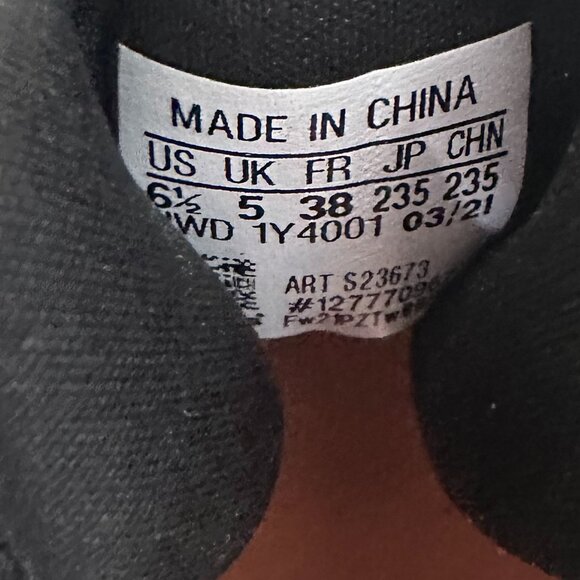 MADE IN CHINA
US UK FR JP CHN
6½ 5 38 235 235
1Y4001 03/21
ART S23673